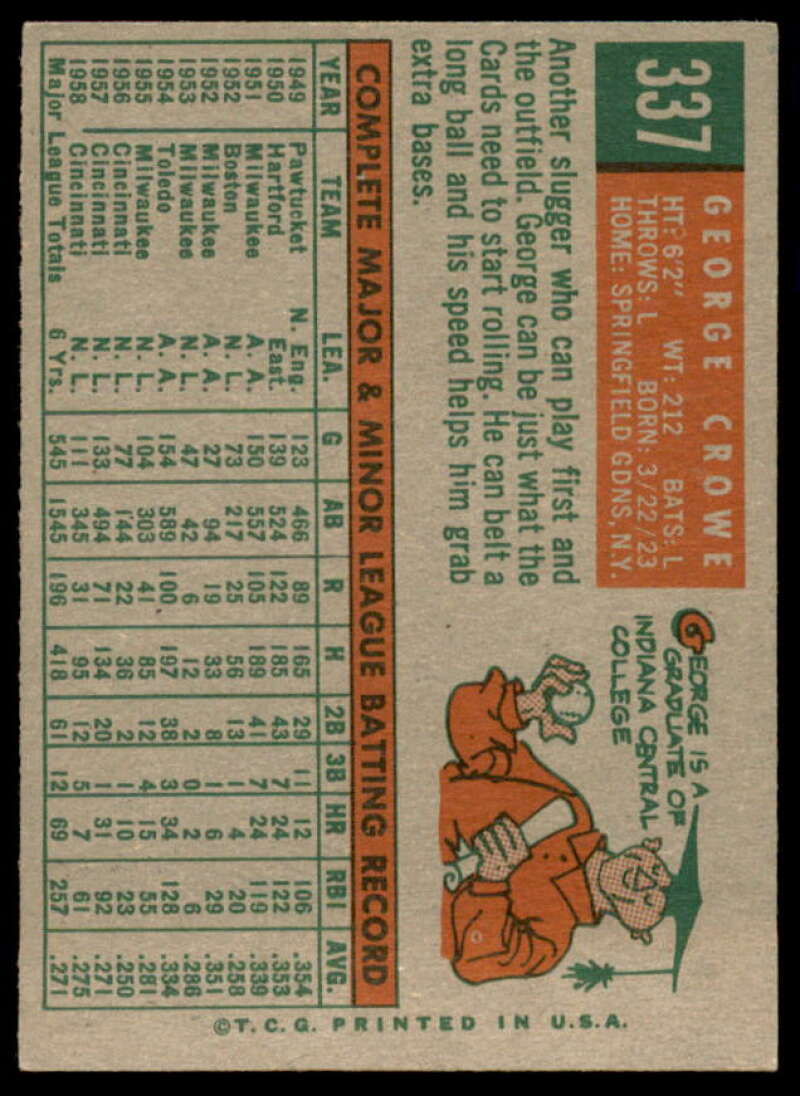 337
GEORGE CROWE
HT: 6'2" WT: 212 BATS: L
THROWS: L BORN: 3/22/23
HOME: SPRINGFIELD GDNS, N.Y.
Another slugger who can play first and
the outfield. George can be just what the
Cards need to start rolling. He can belt a
long ball and his speed helps him grab
extra bases.
GEORGE IS A
GRADUATE OF
INDIANA CENTRAL
COLLEGE
COMPLETE MAJOR & MINOR LEAGUE BATTING RECORD
YEAR TEAM LEA. G AB R H 2B 3B HR RBI AVG.
1949 Pawtucket N. Eng. 123 466 89 165 29 11 12 106 .354
1950 Hartford East. 139 524 122 185 43 7 24 122 .353
1951 Milwaukee A. A. 150 557 105 189 41 7 24 119 .339
1952 Boston N. L. 73 217 25 56 13 1 4 20 .258
1952 Milwaukee A. A. 27 94 19 33 8 1 6 29 .351
1953 Milwaukee N. L. 47 42 6 12 2 0 2 6 .286
1954 Toledo A. A. 154 589 100 197 38 3 34 128 .334
1955 Milwaukee N. L. 104 303 41 85 12 4 15 55 .281
1956 Cincinnati N. L. 77 144 22 36 2 1 10 23 .250
1957 Cincinnati N. L. 133 494 71 134 20 1 31 92 .271
1958 Cincinnati N. L. 111 345 31 95 12 5 7 61 .275
Major League Totals 6 Yrs. 545 1545 196 418 61 12 69 257 .271
©T. C. G. PRINTED IN U.S.A.